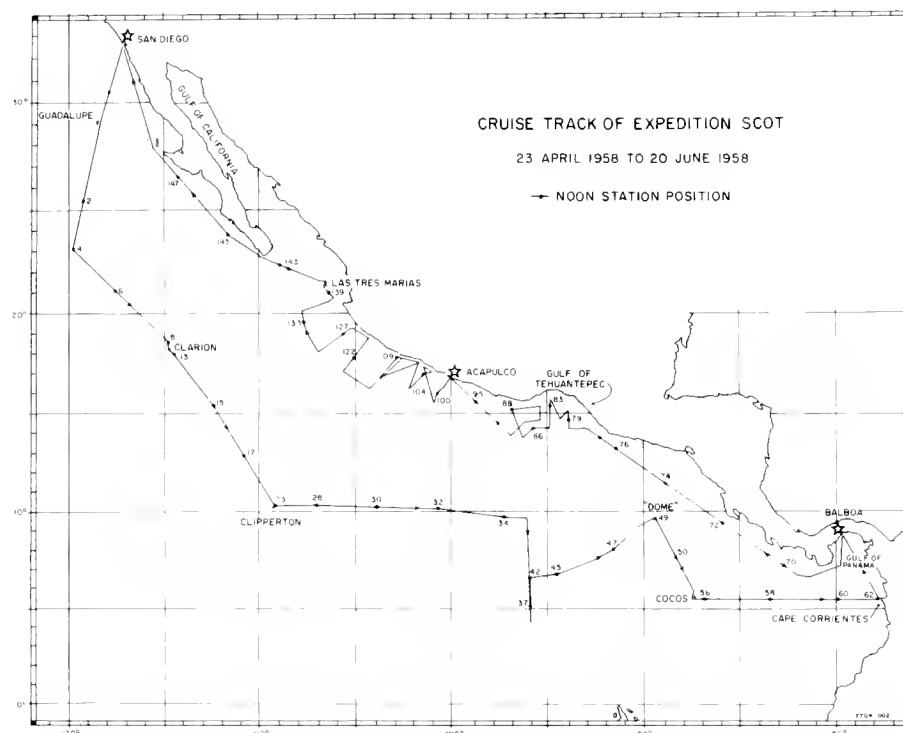 SAN DIEGO
30°
GUADALUPE
GULF OF CALIFORNIA
CRUISE TRACK OF EXPEDITION SCOT
23 APRIL 1958 TO 20 JUNE 1958
NOON STATION POSITION
2
147
4
145
143
6
LAS TRES MARIAS
139
20°
8
133
127
CLARION
13
122
109
ACAPULCO
GULF OF
TEHUANTEPEC
104
100
95
15
88
83
79
86
76
17
74
23
28
30
32
34
10°
CLIPPERTON
"DOME"
49
72
BALBOA
47
50
70
GULF OF
PANAMA
42
45
37
COCOS
56
58
60
62
CAPE CORRIENTES
0°